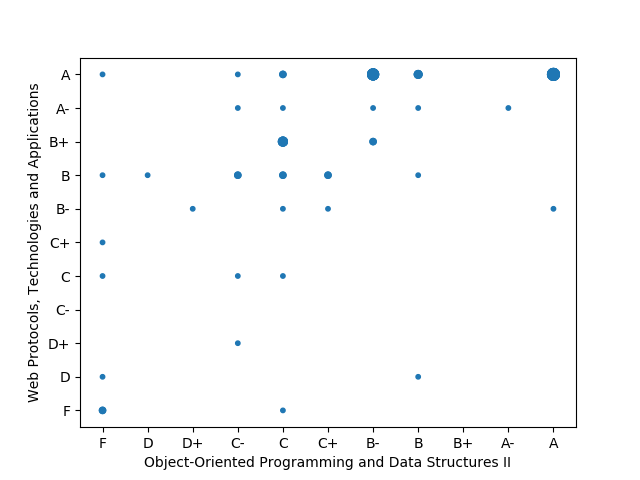 Web Protocols, Technologies and Applications
A
A-
B+
B
B-
C+
C
C-
D+
D
F
F D D+ C- C C+ B- B B+ A- A
Object-Oriented Programming and Data Structures II